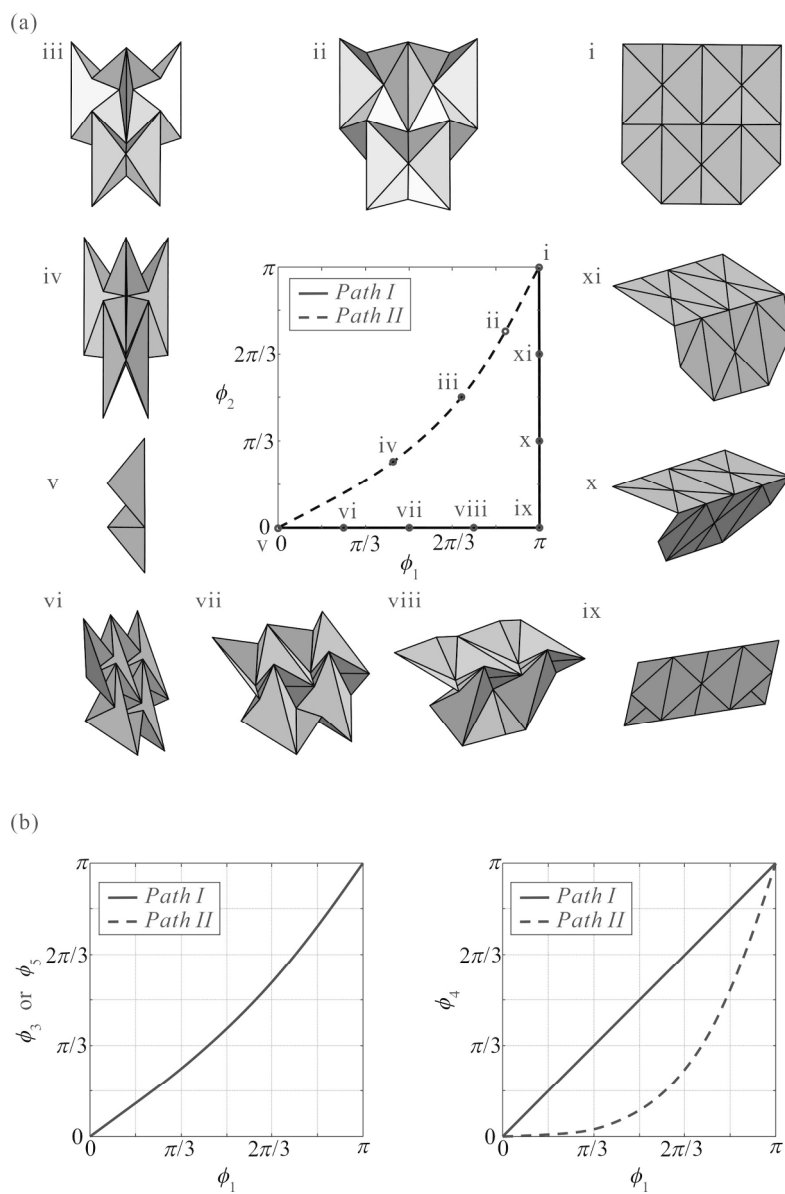 (a)
iii
ii
i
iv
xi
v
x
vi
vii
viii
ix
π
2π/3
ϕ₂
π/3
0
Path I
Path II
i
ii
xi
iii
x
iv
v
vi
vii
viii
ix
0
π/3
2π/3
π
ϕ₁
(b)
π
2π/3
ϕ₃ or ϕ₅
π/3
0
Path I
Path II
0
π/3
2π/3
π
ϕ₁
π
2π/3
ϕ₄
π/3
0
Path I
Path II
0
π/3
2π/3
π
ϕ₁